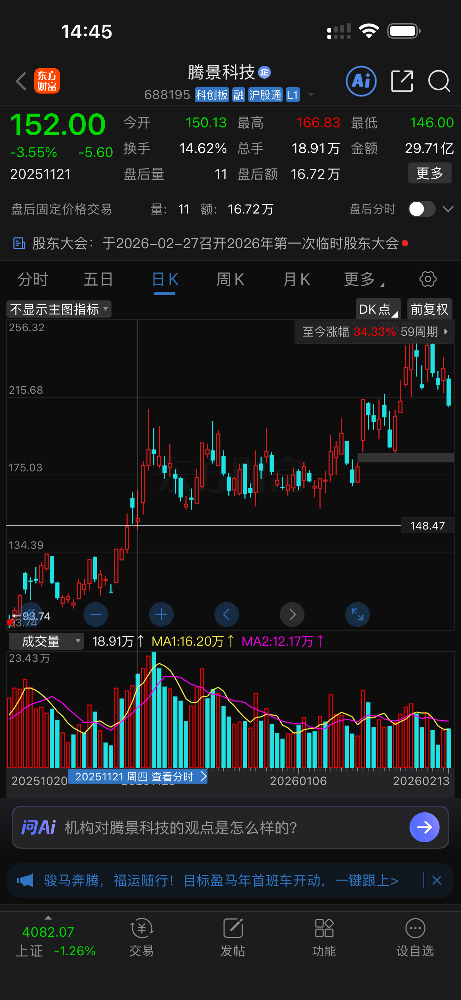 14:45
东方
财富
腾景科技 企
688195 科创板 融 沪股通 L1
Ai
152.00
-3.55% -5.60
20251121
今开 150.13 最高 166.83 最低 146.00
换手 14.62% 总手 18.91万 金额 29.71亿
盘后量 11 盘后额 16.72万 更多
盘后固定价格交易 量: 11 额: 16.72万 盘后分时
股东大会：于2026-02-27召开2026年第一次临时股东大会
分时 五日 日K 周K 月K 更多
不显示主图指标 DK点 前复权
256.32
256.32
至今涨幅 34.33% 59周期
215.68
175.03
东方财富
148.47
134.39
←93.74
93.74
成交量 18.91万↑ MA1:16.20万↑ MA2:12.17万↑
23.43万
20251020 20251121 周四 查看分时 20260106 20260213
问Ai 机构对腾景科技的观点是怎么样的?
骏马奔腾，福运随行！目标盈马年首班车开动，一键跟上>
4082.07
上证 -1.26%
交易 发帖 功能 设自选